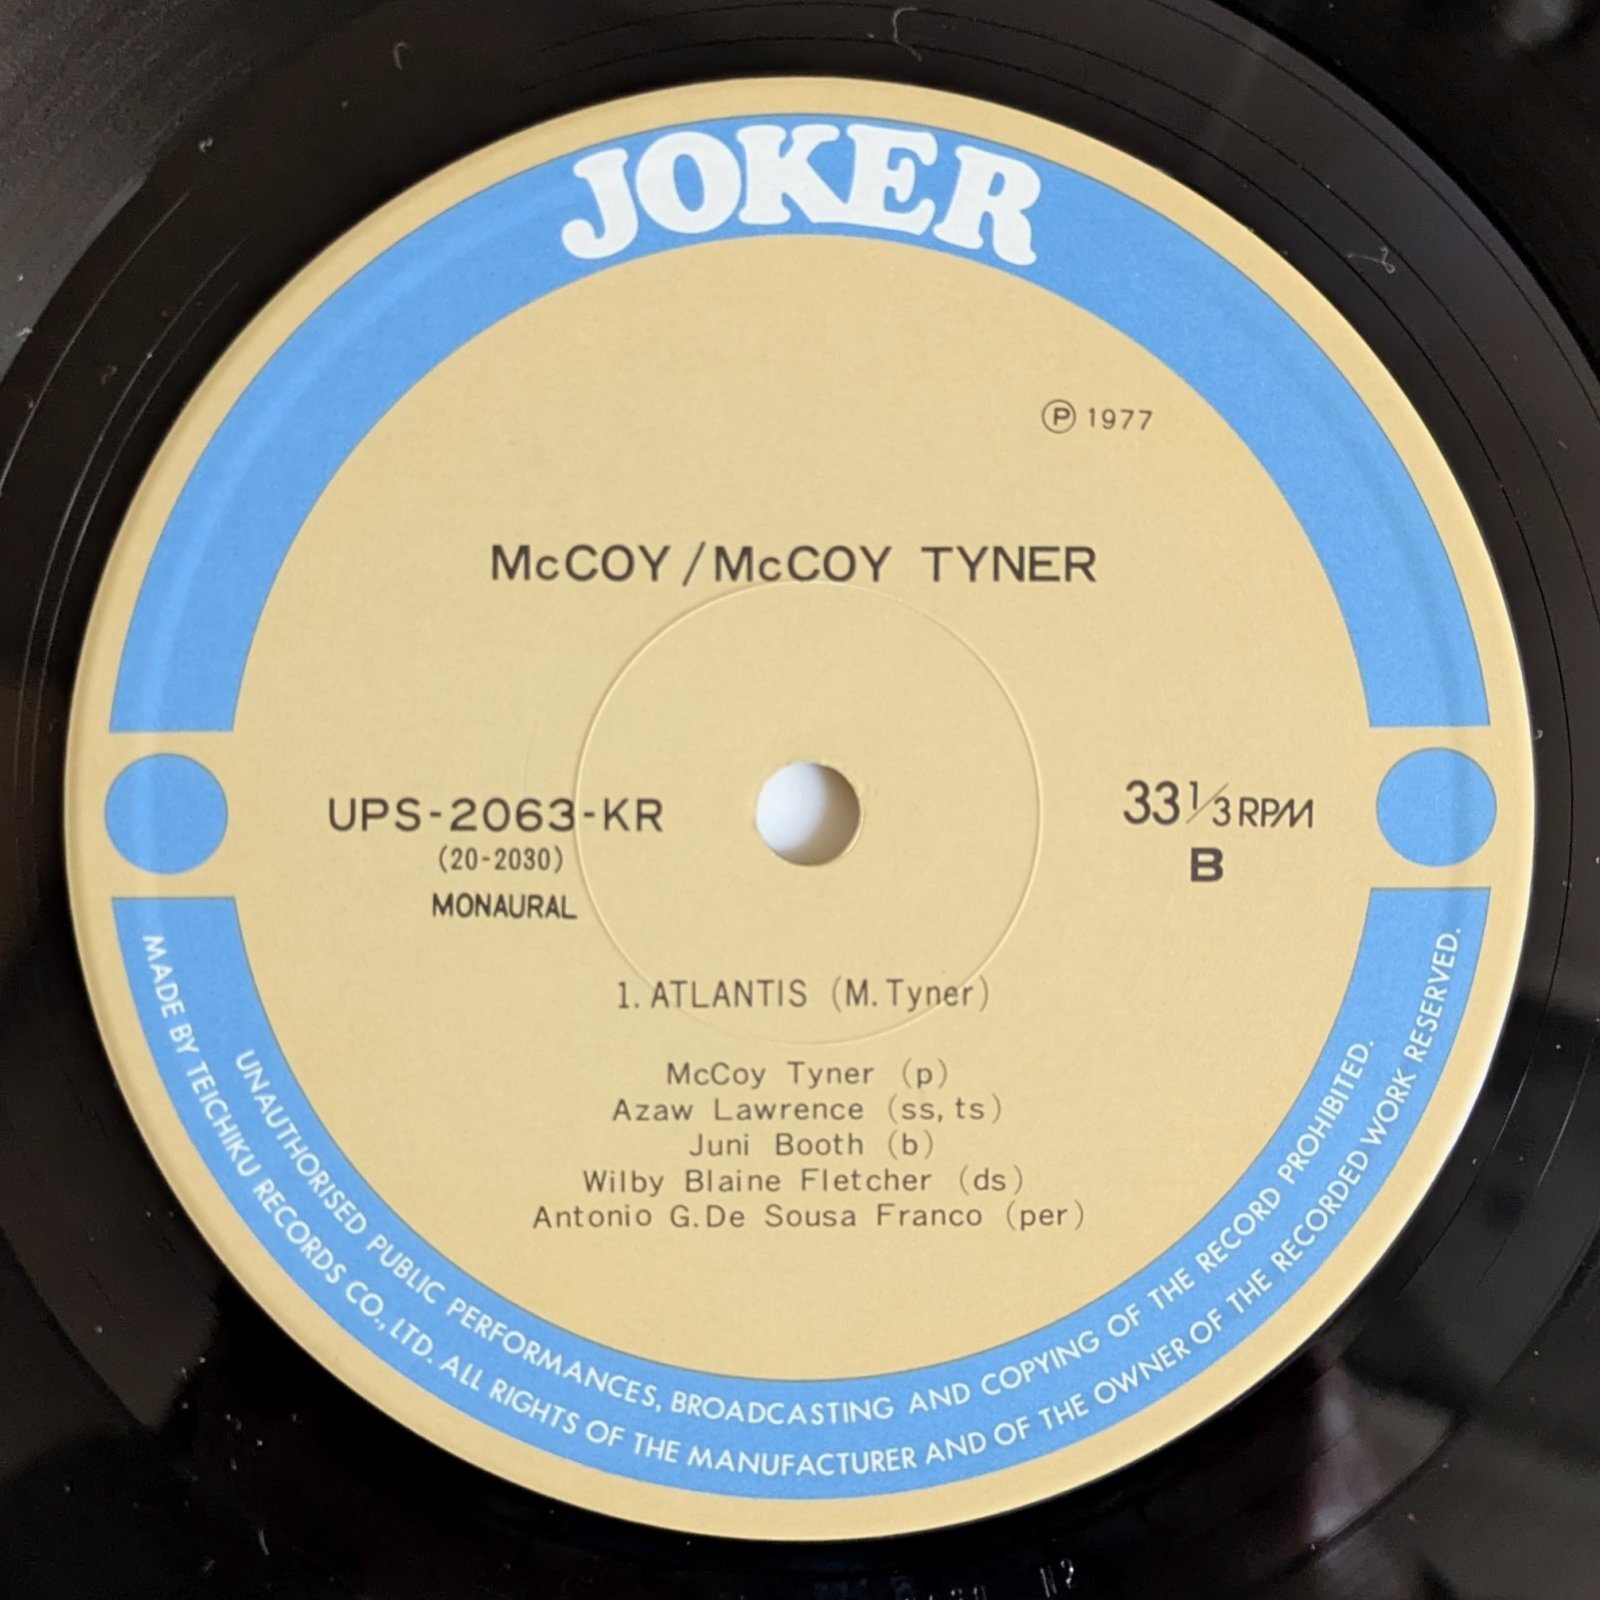 JOKER
Ⓟ 1977
McCOY/McCOY TYNER
UPS-2063-KR
(20-2030)
MONAURAL
33 1/3 RPM
B
1. ATLANTIS (M. Tyner)
McCoy Tyner (p)
Azaw Lawrence (ss, ts)
Juni Booth (b)
Wilby Blaine Fletcher (ds)
Antonio G. De Sousa Franco (per)
UNAUTHORISED PUBLIC PERFORMANCES, BROADCASTING AND COPYING OF THE RECORD PROHIBITED.
MADE BY TEICHIKU RECORDS CO., LTD. ALL RIGHTS OF THE MANUFACTURER AND OF THE OWNER OF THE RECORDED WORK RESERVED.